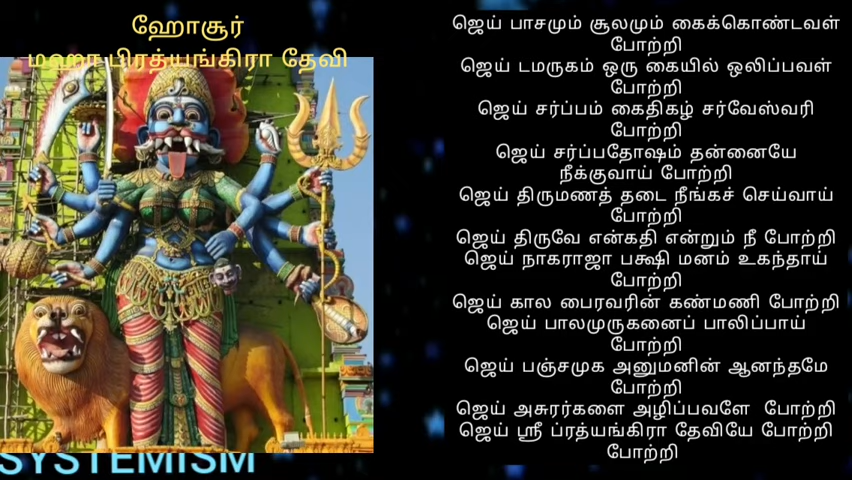 ஹோசூர்
மஹா பிரத்யங்கிரா தேவி
ஜெய் பாசமும் சூலமும் கைக்கொண்டவள்
போற்றி
ஜெய் டமருகம் ஒரு கையில் ஒலிப்பவள்
போற்றி
ஜெய் சர்ப்பம் கைதிகழ் சர்வேஸ்வரி
போற்றி
ஜெய் சர்ப்பதோஷம் தன்னையே
நீக்குவாய் போற்றி
ஜெய் திருமணத் தடை நீங்கச் செய்வாய்
போற்றி
ஜெய் திருவே என்கதி என்றும் நீ போற்றி
ஜெய் நாகராஜா பக்ஷி மனம் உகந்தாய்
போற்றி
ஜெய் கால பைரவரின் கண்மணி போற்றி
ஜெய் பாலமுருகனைப் பாலிப்பாய்
போற்றி
ஜெய் பஞ்சமுக அனுமனின் ஆனந்தமே
போற்றி
ஜெய் அசுரர்களை அழிப்பவளே போற்றி
ஜெய் ஸ்ரீ ப்ரத்யங்கிரா தேவியே போற்றி
போற்றி
SYSTEMISM